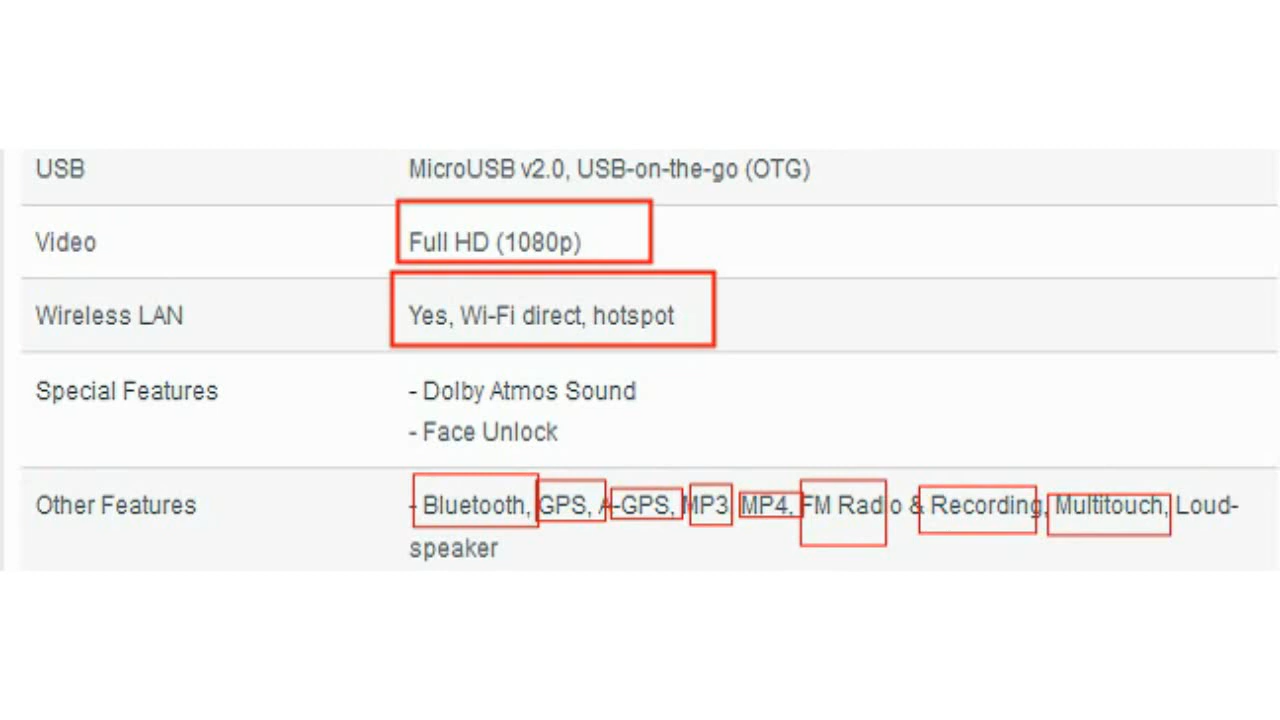 USB MicroUSB v2.0, USB-on-the-go (OTG)
Video Full HD (1080p)
Wireless LAN Yes, Wi-Fi direct, hotspot
Special Features - Dolby Atmos Sound
- Face Unlock
Other Features - Bluetooth, GPS, A-GPS, MP3, MP4, FM Radio & Recording, Multitouch, Loud-
speaker